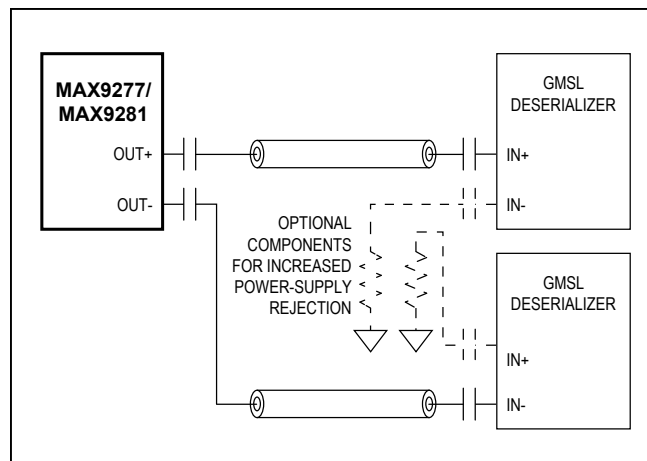 MAX9277/
MAX9281
OUT+
OUT-
GMSL
DESERIALIZER
IN+
IN-
OPTIONAL
COMPONENTS
FOR INCREASED
POWER-SUPPLY
REJECTION
GMSL
DESERIALIZER
IN+
IN-